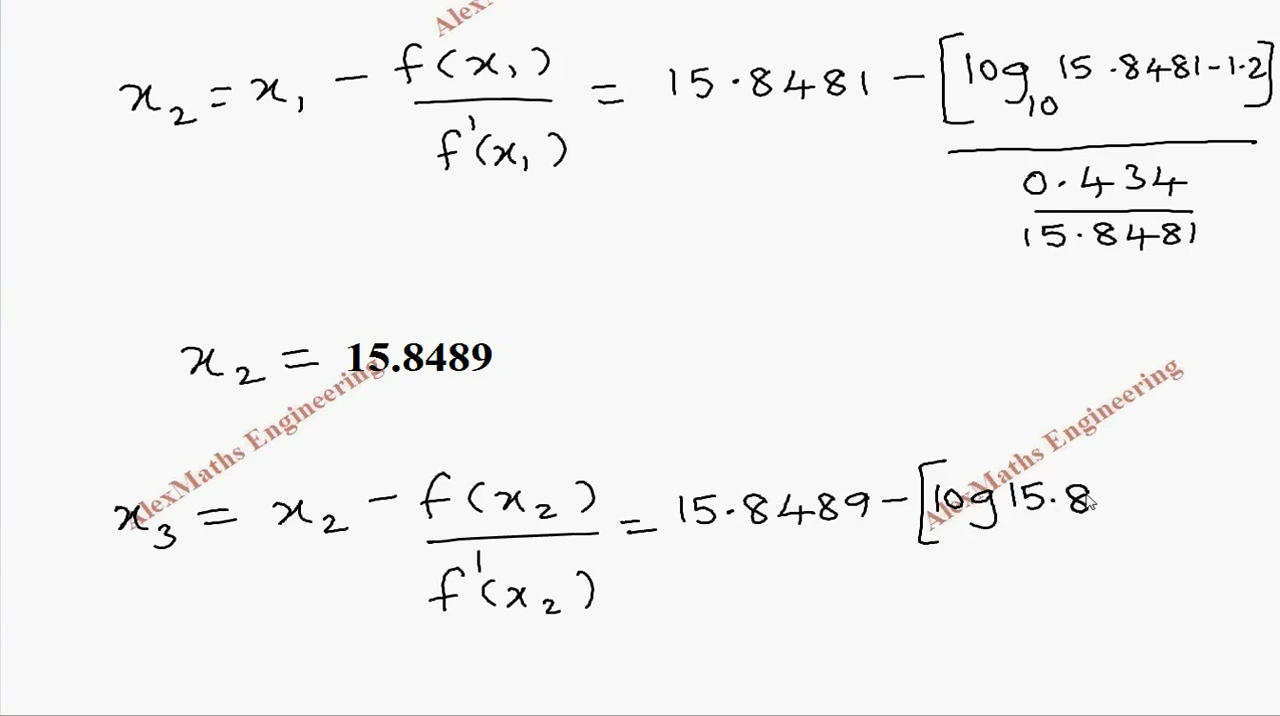 Alex
x₂ = x₁ - f(x₁)/f'(x₁) = 15.8481 - [log₁₀ 15.8481 - 1.2] / (0.434/15.8481)
x₂ = 15.8489
AlexMaths Engineering
AlexMaths Engineering
x₃ = x₂ - f(x₂)/f'(x₂) = 15.8489 - [log 15.8